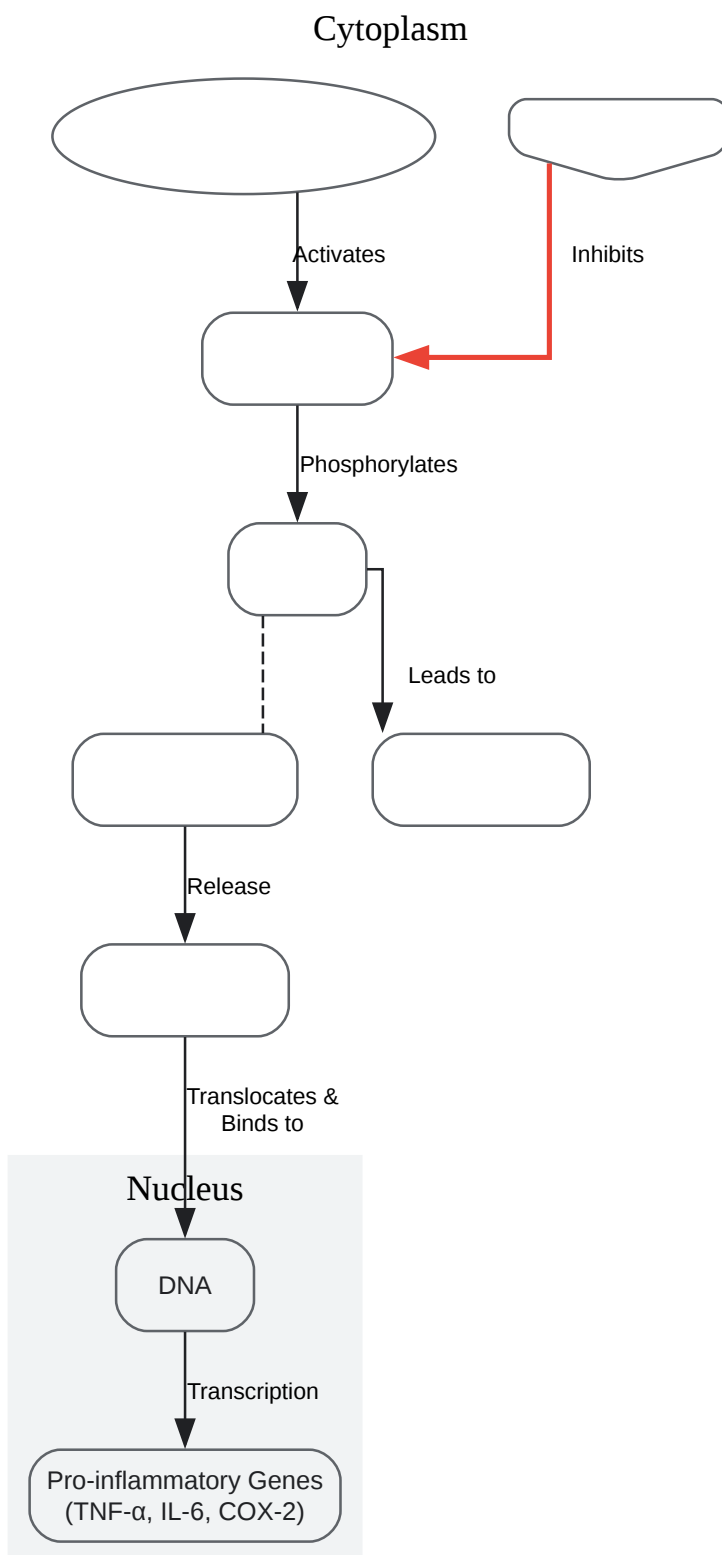 Cytoplasm
Activates
Inhibits
Phosphorylates
Leads to
Release
Translocates &
Binds to
Nucleus
DNA
Transcription
Pro-inflammatory Genes
(TNF-α, IL-6, COX-2)